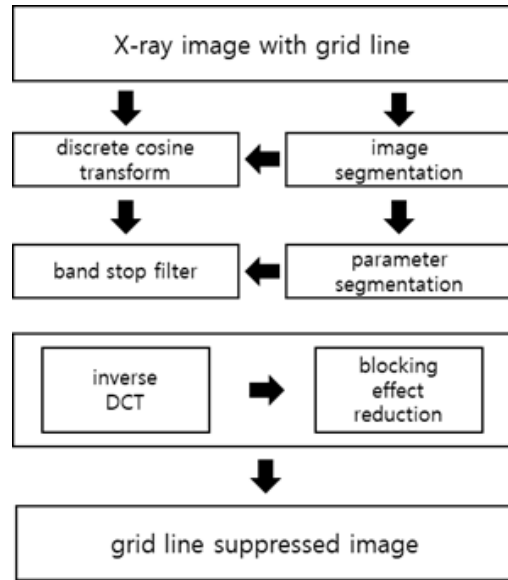 X-ray image with grid line
discrete cosine
transform
image
segmentation
band stop filter
parameter
segmentation
inverse
DCT
blocking
effect
reduction
grid line suppressed image